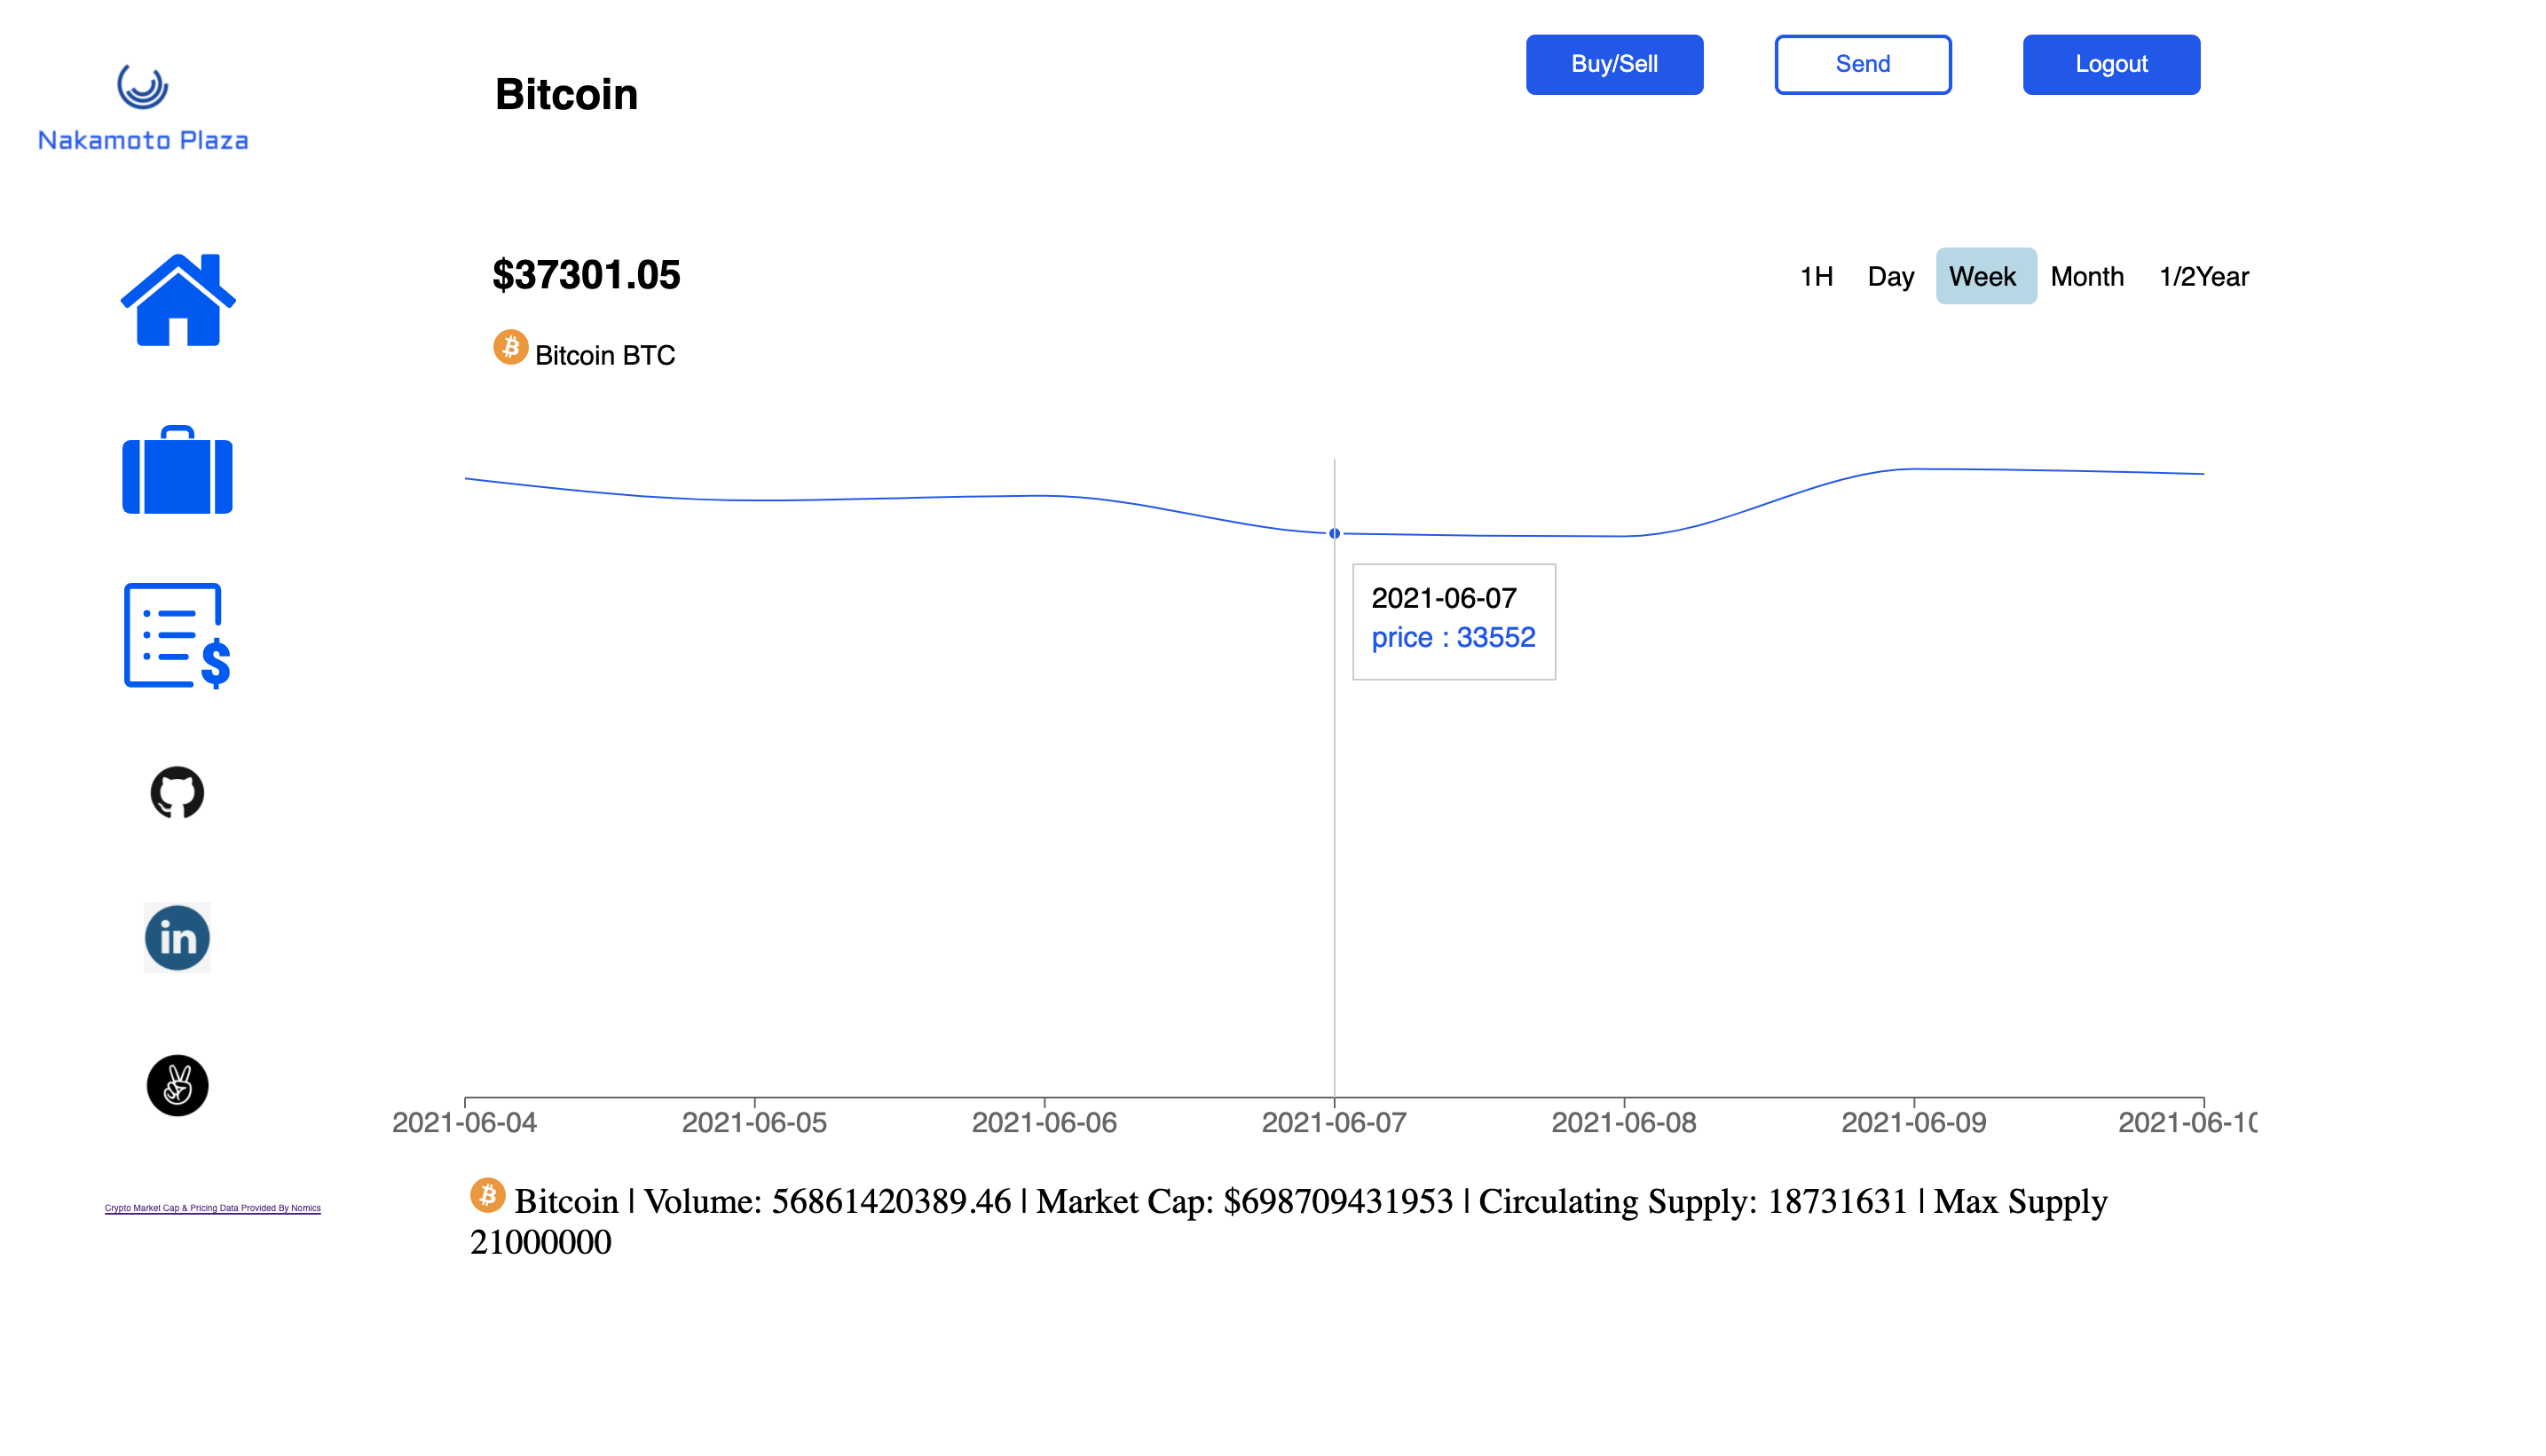 Buy/Sell Send Logout
Bitcoin
Nakamoto Plaza
$37301.05
1H Day Week Month 1/2Year
Bitcoin BTC
2021-06-07
price : 33552
in
2021-06-04 2021-06-05 2021-06-06 2021-06-07 2021-06-08 2021-06-09 2021-06-10
Crypto Market Cap & Pricing Data Provided By Nomics
Bitcoin | Volume: 56861420389.46 | Market Cap: $698709431953 | Circulating Supply: 18731631 | Max Supply
21000000